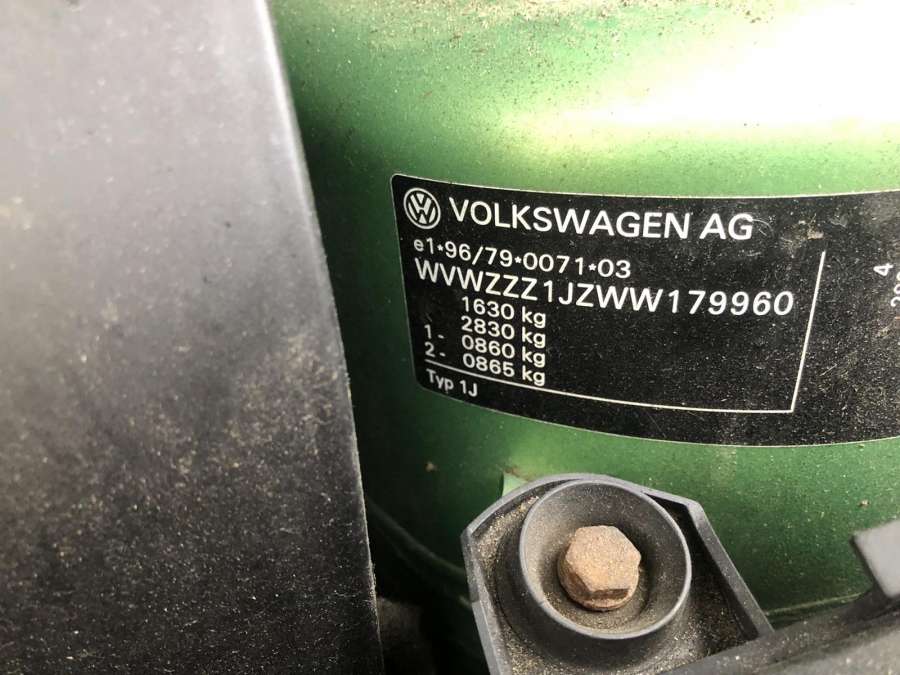 VOLKSWAGEN AG
e1*96/79*0071*03
WVWZZZ1JZWW179960
1630 kg
2830 kg
1- 0860 kg
2- 0865 kg
Typ 1J
4